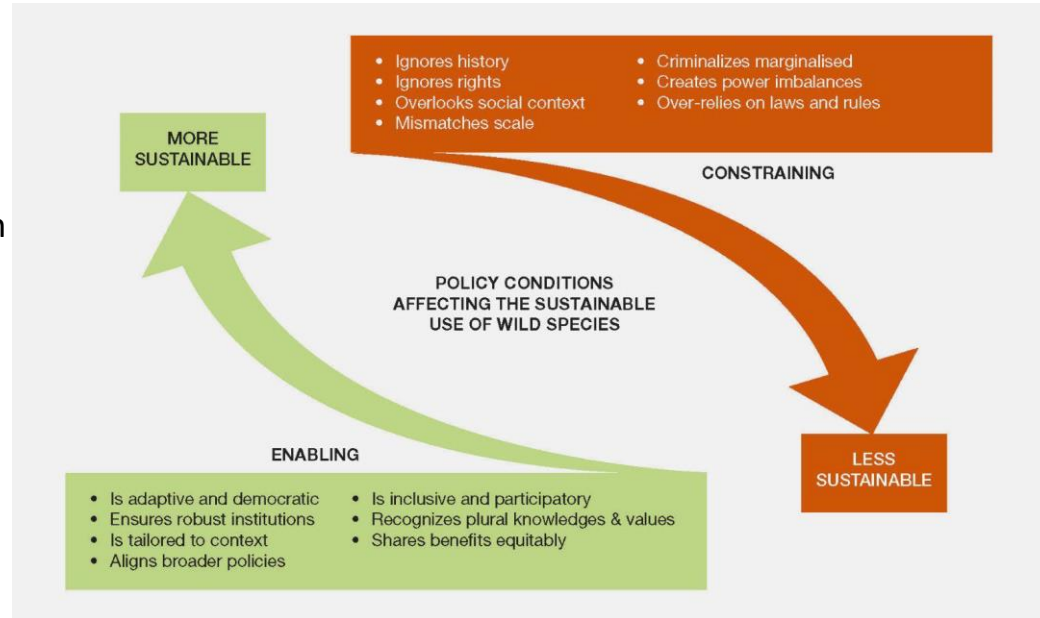 • Ignores history
• Ignores rights
• Overlooks social context
• Mismatches scale
• Criminalizes marginalised
• Creates power imbalances
• Over-relies on laws and rules
MORE
SUSTAINABLE
CONSTRAINING
n
POLICY CONDITIONS
AFFECTING THE SUSTAINABLE
USE OF WILD SPECIES
ENABLING
LESS
SUSTAINABLE
• Is adaptive and democratic
• Ensures robust institutions
• Is tailored to context
• Aligns broader policies
• Is inclusive and participatory
• Recognizes plural knowledges & values
• Shares benefits equitably